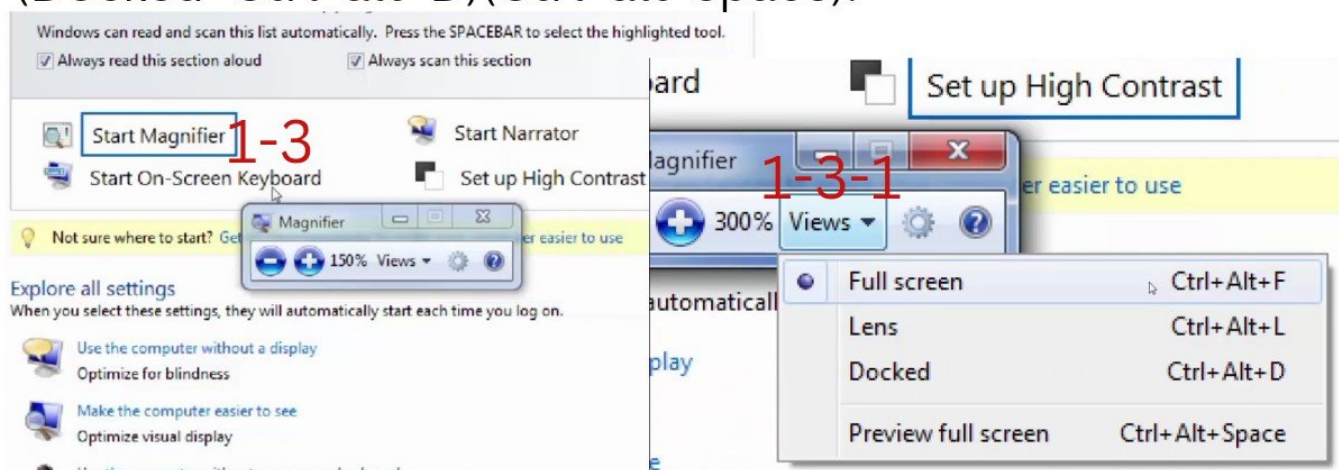 Windows can read and scan this list automatically. Press the SPACEBAR to select the highlighted tool.
Always read this section aloud
Always scan this section
Start Magnifier
1-3
Start Narrator
Start On-Screen Keyboard
Set up High Contrast
Magnifier
Not sure where to start? Get
er easier to use
150% Views
Explore all settings
When you select these settings, they will automatically start each time you log on.
Use the computer without a display
Optimize for blindness
Make the computer easier to see
Optimize visual display
ard
Set up High Contrast
agnifier
1-3-1
er easier to use
300% Views
Full screen Ctrl+Alt+F
automaticall
Lens Ctrl+Alt+L
play
Docked Ctrl+Alt+D
Preview full screen Ctrl+Alt+Space
e